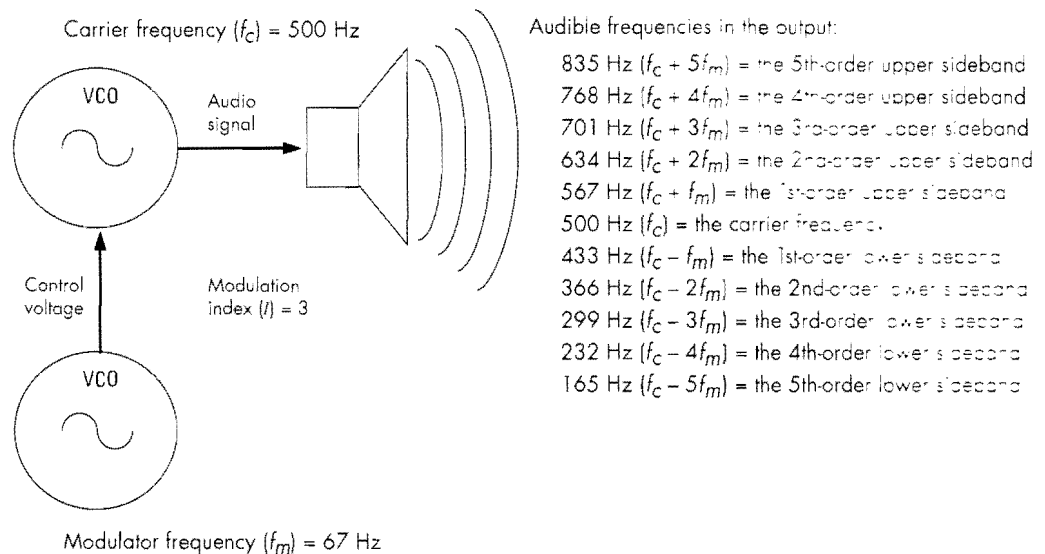 Carrier frequency (fc) = 500 Hz
VCO
Audio
signal
Control
voltage
Modulation
index (I) = 3
VCO
Modulator frequency (fm) = 67 Hz
Audible frequencies in the output:
835 Hz (fc + 5fm) = the 5th-order upper sideband
768 Hz (fc + 4fm) = the 4th-order upper sideband
701 Hz (fc + 3fm) = the 3rd-order upper sideband
634 Hz (fc + 2fm) = the 2nd-order upper sideband
567 Hz (fc + fm) = the 1st-order upper sideband
500 Hz (fc) = the carrier frequency
433 Hz (fc – fm) = the 1st-order lower sideband
366 Hz (fc – 2fm) = the 2nd-order lower sideband
299 Hz (fc – 3fm) = the 3rd-order lower sideband
232 Hz (fc – 4fm) = the 4th-order lower sideband
165 Hz (fc – 5fm) = the 5th-order lower sideband